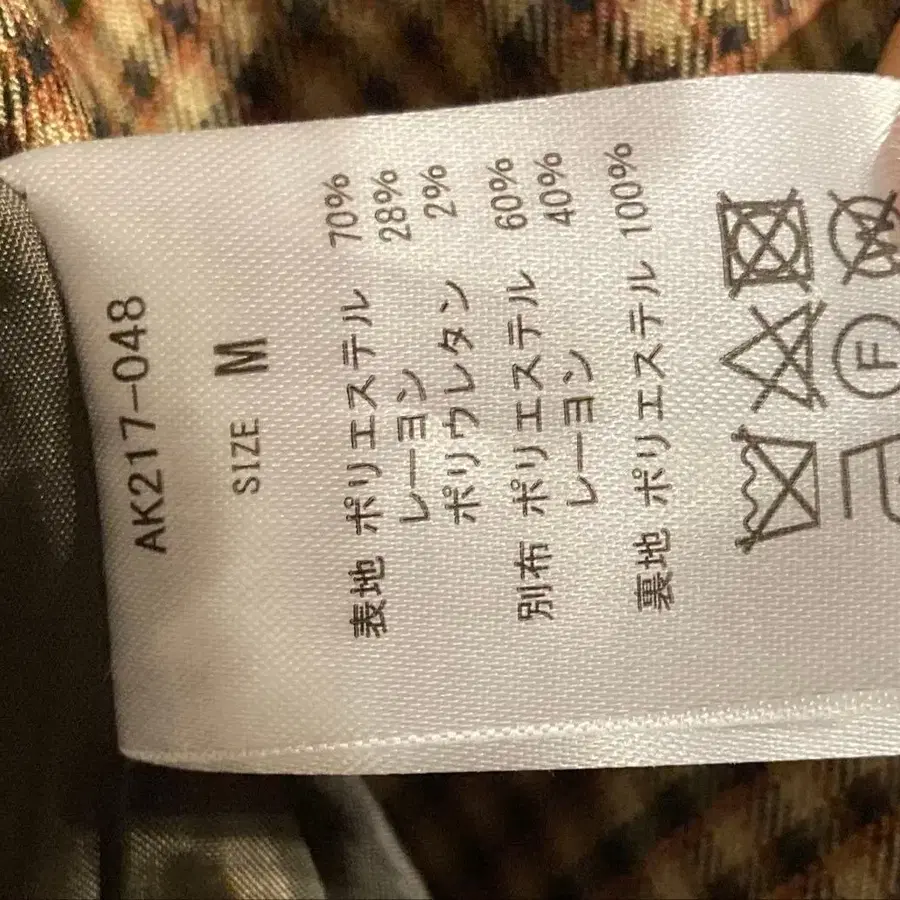 AK217-048
SIZE M
表地 ポリエステル 70%
レーヨン 28%
ポリウレタン 2%
別布 ポリエステル 60%
レーヨン 40%
裏地 ポリエステル 100%
W
F